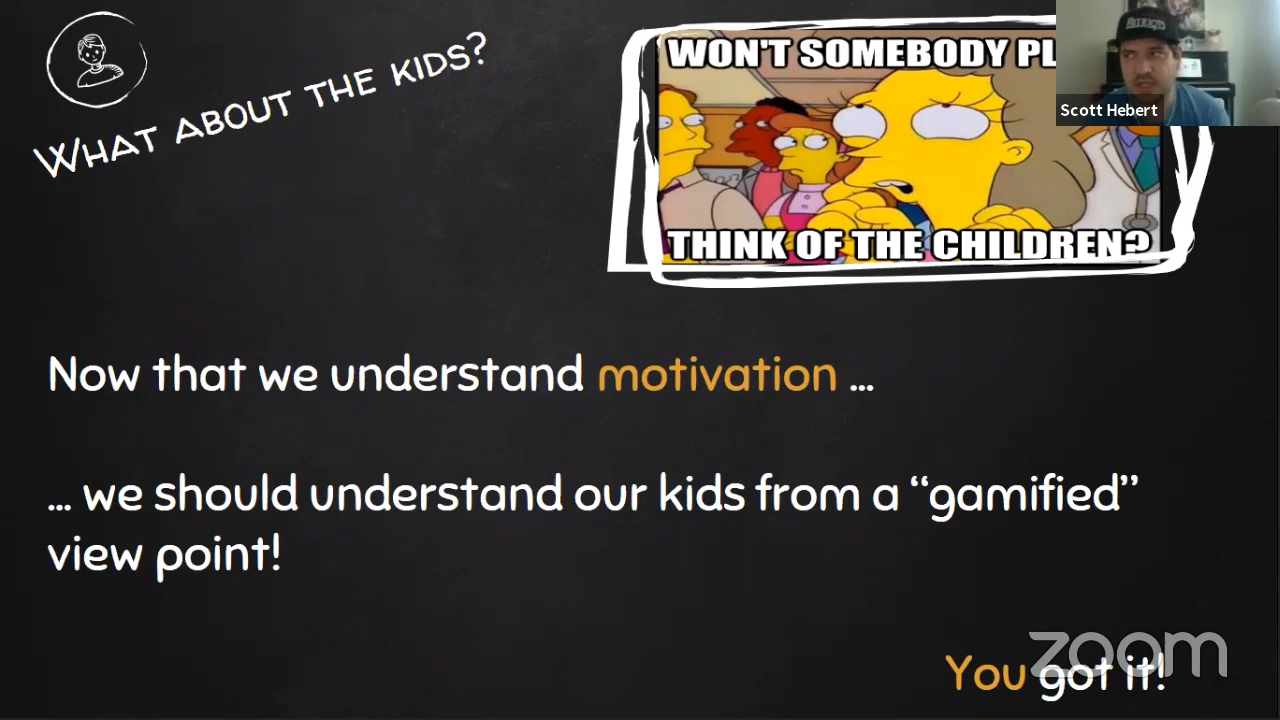 WHAT ABOUT THE KIDS?
WON'T SOMEBODY PL
THINK OF THE CHILDREN?
Scott Hebert
Now that we understand motivation ...
... we should understand our kids from a “gamified”
view point!
You got it!
zoom